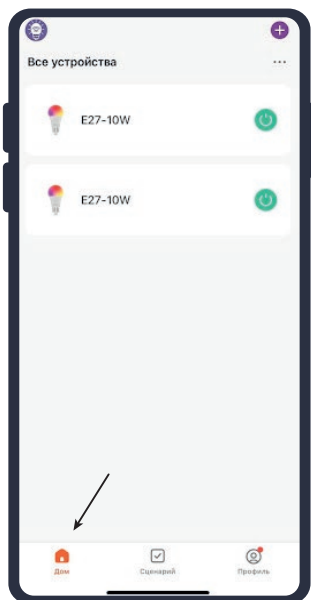 Все устройства
E27-10W
E27-10W
Дом
Сценарий
Профиль